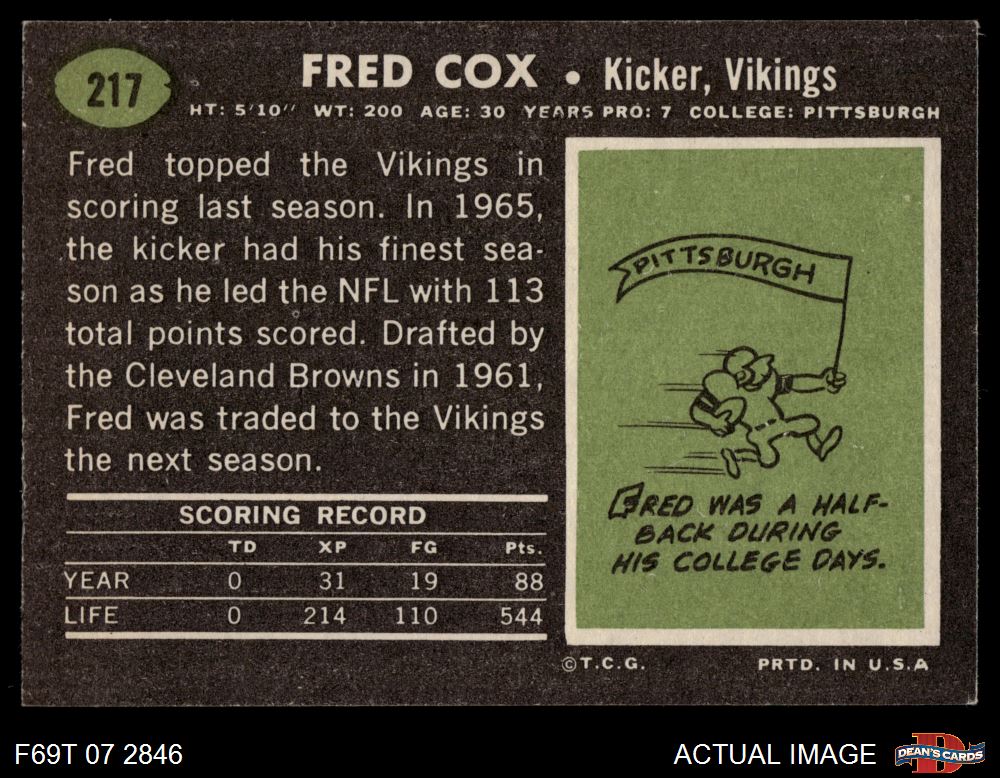 217
FRED COX • Kicker, Vikings
HT: 5'10" WT: 200 AGE: 30 YEARS PRO: 7 COLLEGE: PITTSBURGH
Fred topped the Vikings in
scoring last season. In 1965,
the kicker had his finest sea-
son as he led the NFL with 113
total points scored. Drafted by
the Cleveland Browns in 1961,
Fred was traded to the Vikings
the next season.
SCORING RECORD
TD XP FG Pts.
YEAR 0 31 19 88
LIFE 0 214 110 544
PITTSBURGH
FRED WAS A HALF-
BACK DURING
HIS COLLEGE DAYS.
©T.C.G. PRTD. IN U.S.A
F69T 07 2846
ACTUAL IMAGE
DEAN'S CARDS